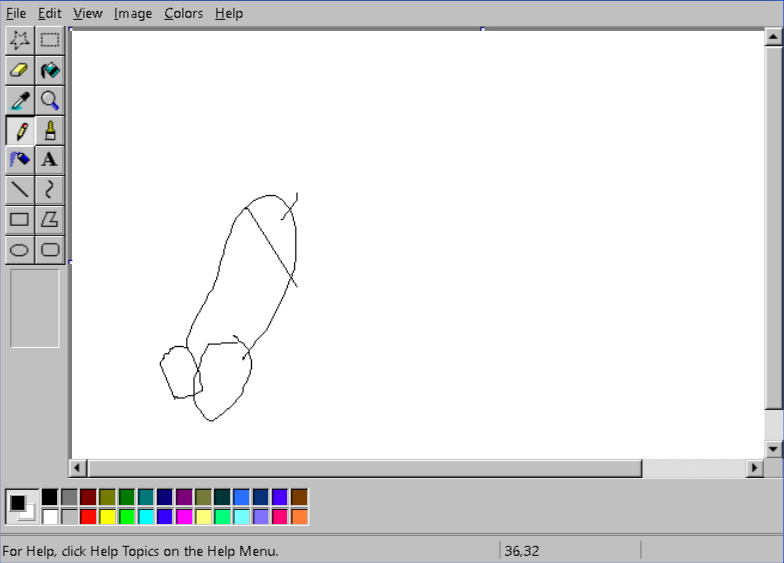 File Edit View Image Colors Help
A
For Help, click Help Topics on the Help Menu.
36,32